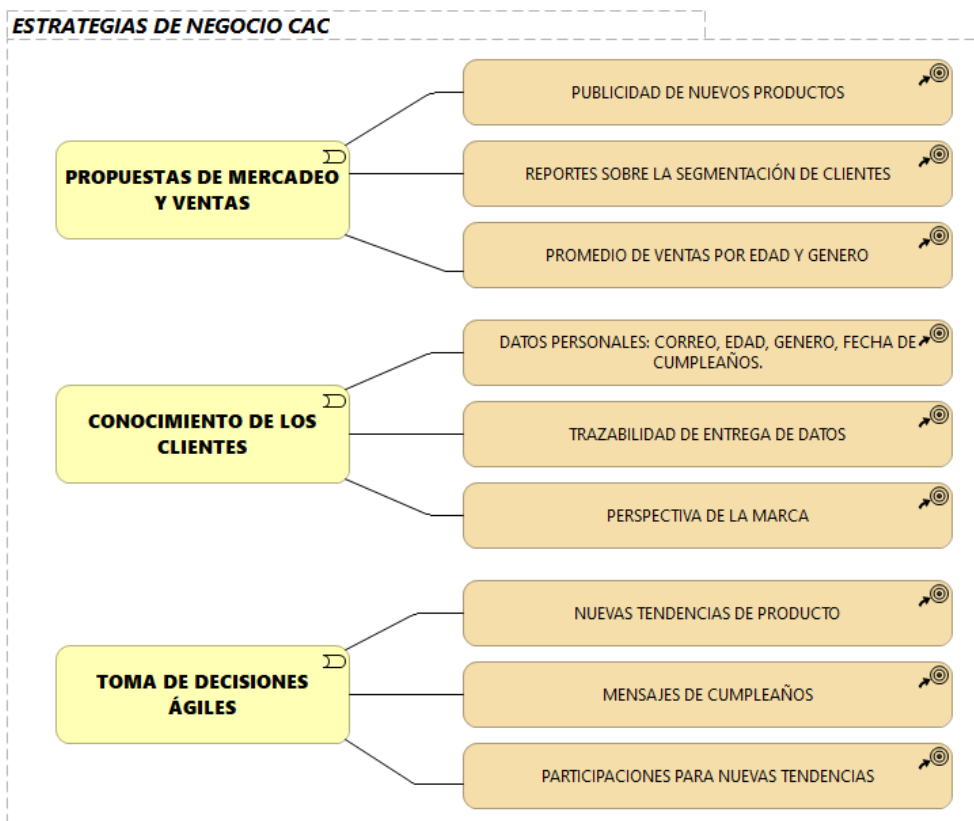 ESTRATEGIAS DE NEGOCIO CAC
PROPUESTAS DE MERCADEO
Y VENTAS
PUBLICIDAD DE NUEVOS PRODUCTOS
REPORTES SOBRE LA SEGMENTACIÓN DE CLIENTES
PROMEDIO DE VENTAS POR EDAD Y GENERO
CONOCIMIENTO DE LOS
CLIENTES
DATOS PERSONALES: CORREO, EDAD, GENERO, FECHA DE
CUMPLEAÑOS.
TRAZABILIDAD DE ENTREGA DE DATOS
PERSPECTIVA DE LA MARCA
TOMA DE DECISIONES
ÁGILES
NUEVAS TENDENCIAS DE PRODUCTO
MENSAJES DE CUMPLEAÑOS
PARTICIPACIONES PARA NUEVAS TENDENCIAS